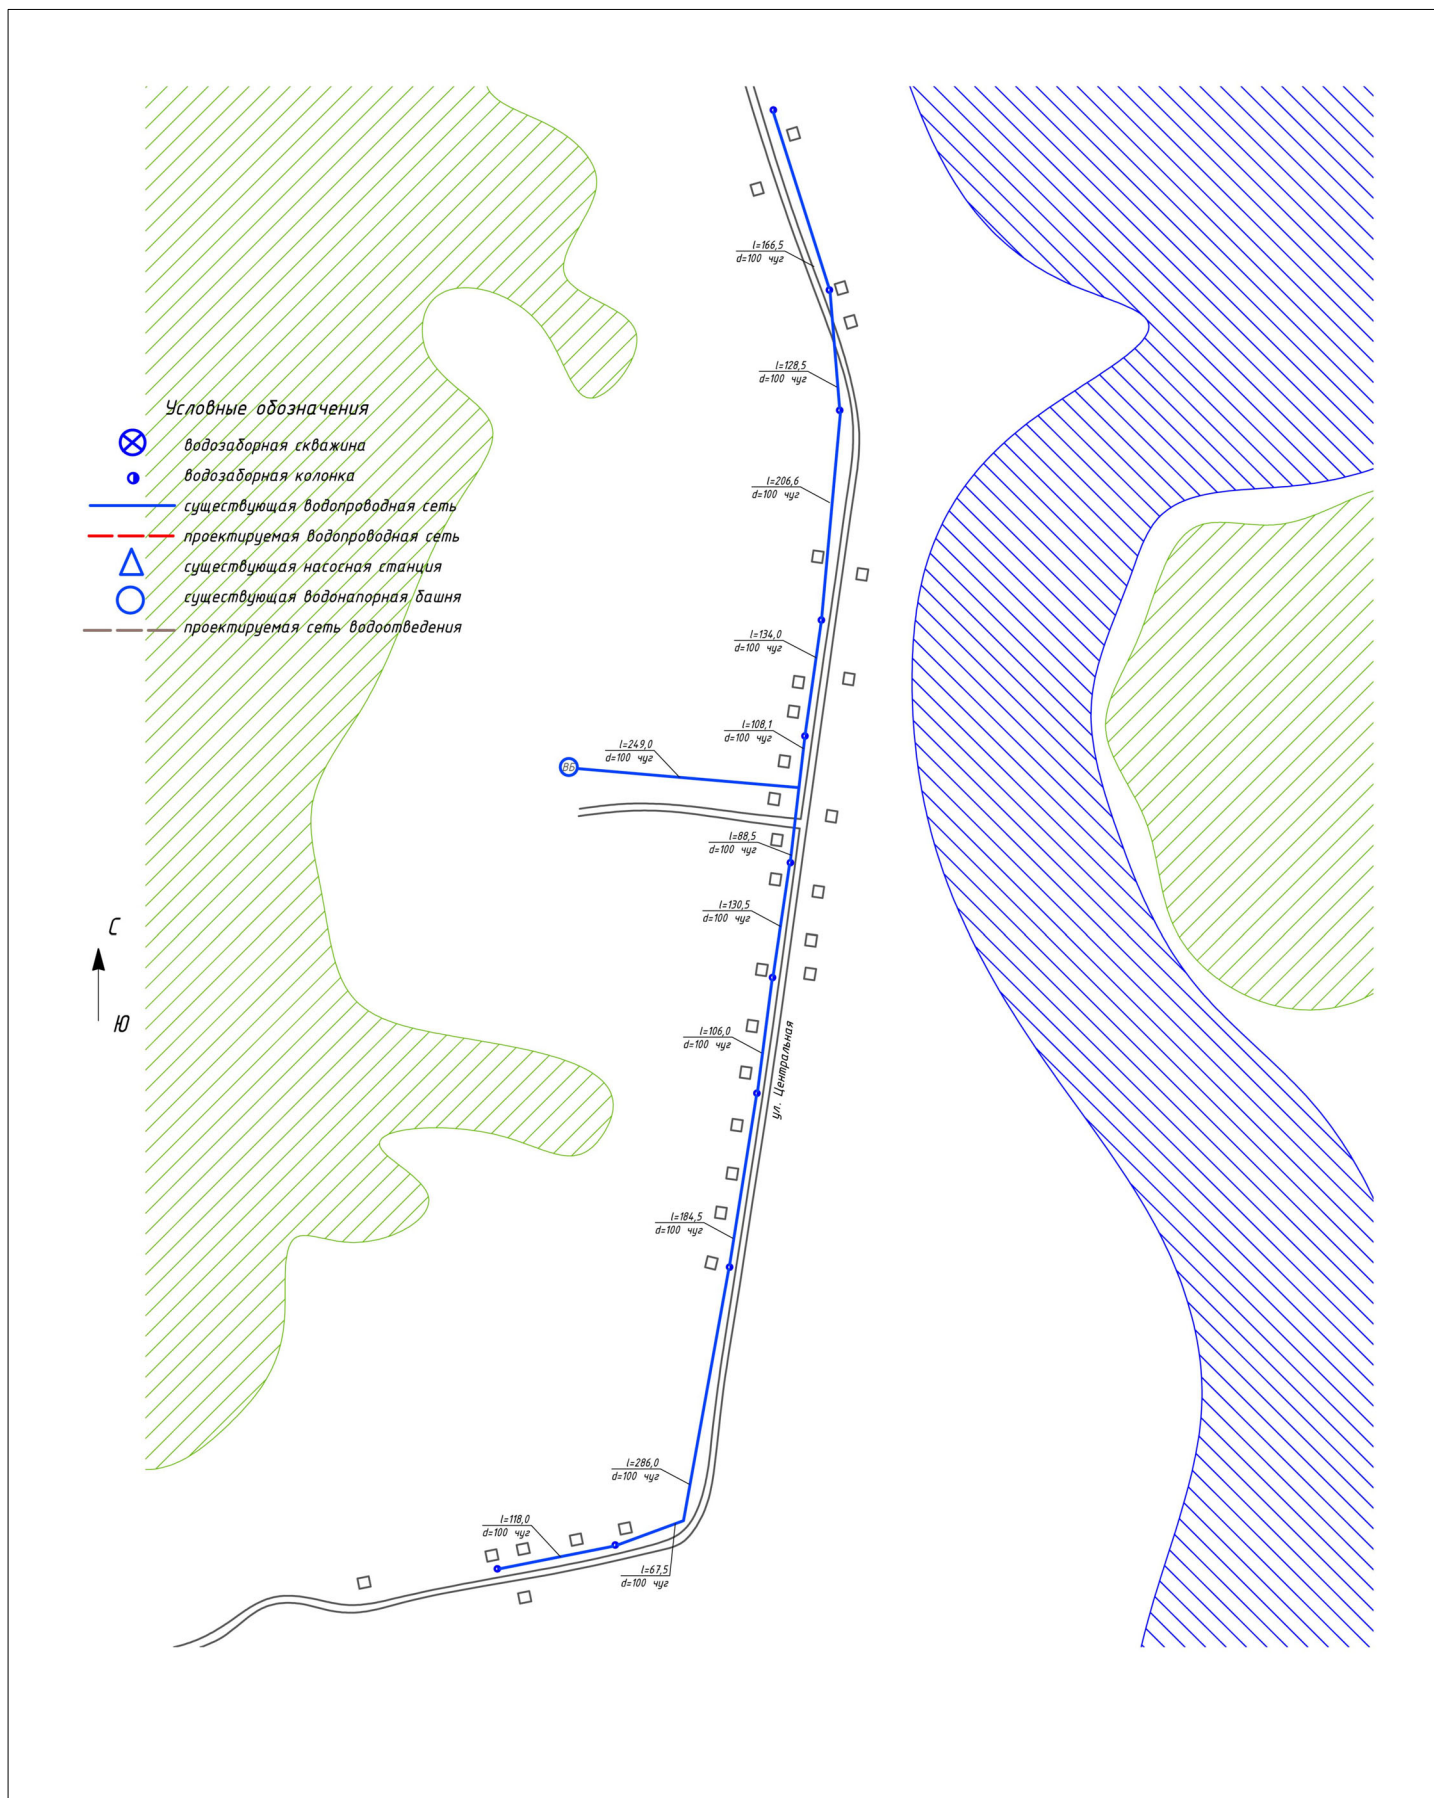 l=166,5
d=100 чуг
l=128,5
d=100 чуг
Условные обозначения
водозаборная скважина
водозаборная колонка
существующая водопроводная сеть
проектируемая водопроводная сеть
существующая насосная станция
существующая водонапорная башня
проектируемая сеть водоотведения
l=206,6
d=100 чуг
l=134,0
d=100 чуг
l=108,1
d=100 чуг
l=249,0
d=100 чуг
ВБ
l=88,5
d=100 чуг
l=130,5
d=100 чуг
С
Ю
l=106,0
d=100 чуг
ул. Центральная
l=184,5
d=100 чуг
l=286,0
d=100 чуг
l=118,0
d=100 чуг
l=67,5
d=100 чуг